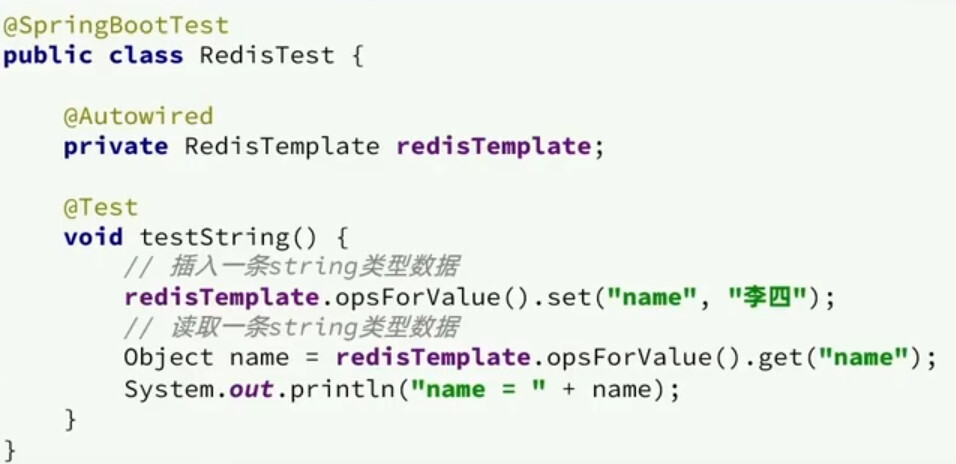 @SpringBootTest
public class RedisTest {
@Autowired
private RedisTemplate redisTemplate;
@Test
void testString() {
// 插入一条string类型数据
redisTemplate.opsForValue().set("name", "李四");
// 读取一条string类型数据
Object name = redisTemplate.opsForValue().get("name");
System.out.println("name = " + name);
}
}